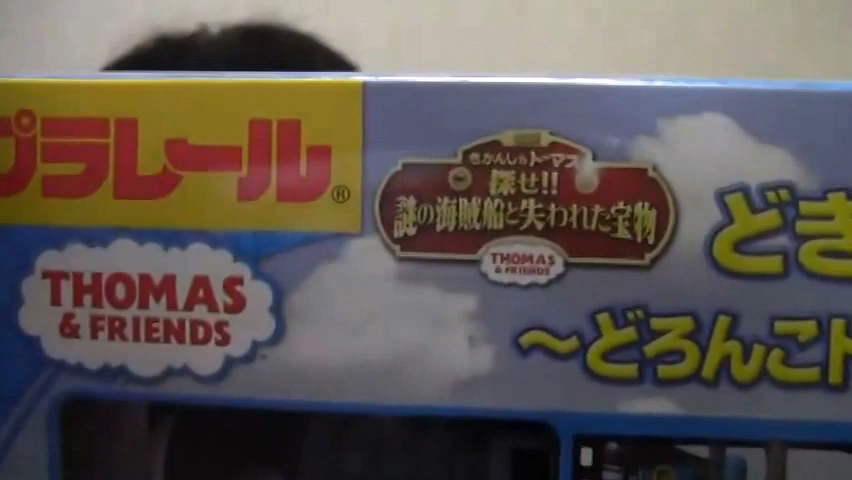 プラレール®
きかんしゃトーマス
探せ!!
謎の海賊船と失われた宝物
THOMAS
& FRIENDS
THOMAS
& FRIENDS
どき
～どろんこト